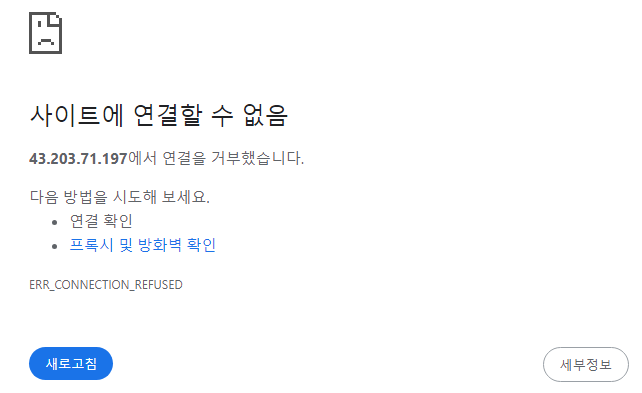 사이트에 연결할 수 없음
43.203.71.197에서 연결을 거부했습니다.
다음 방법을 시도해 보세요.
연결 확인
프록시 및 방화벽 확인
ERR_CONNECTION_REFUSED
새로고침
세부정보